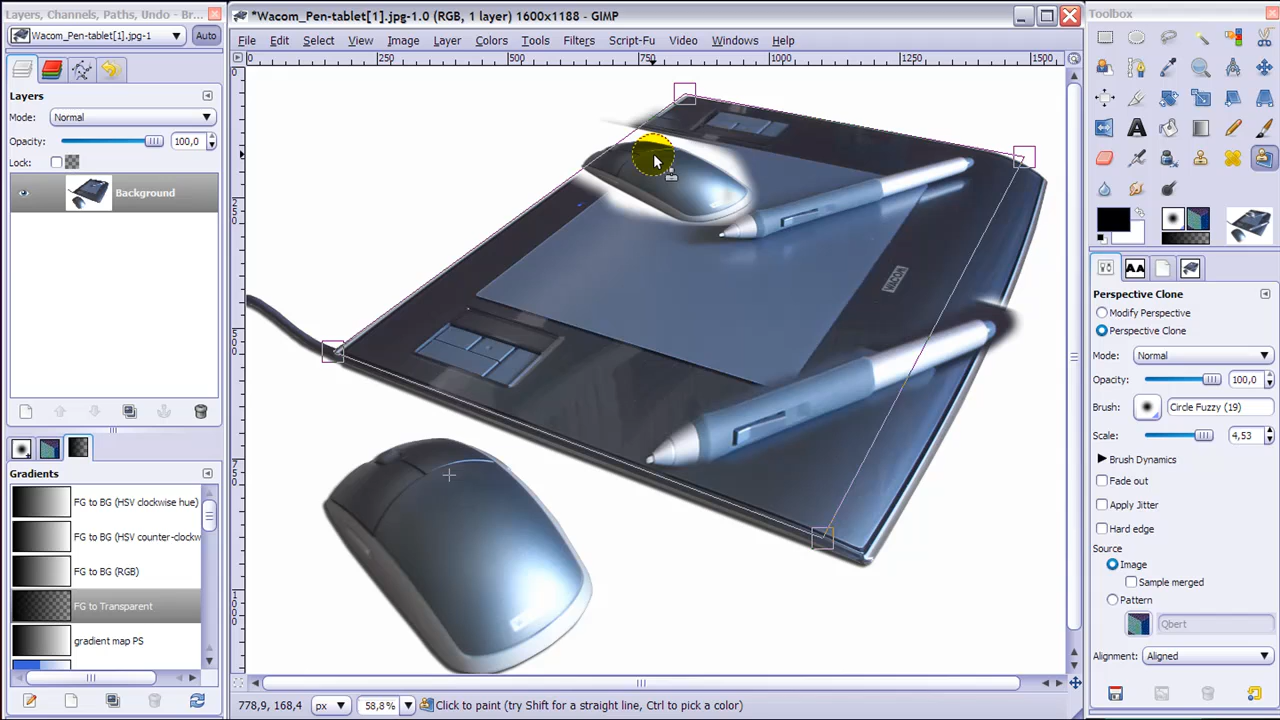 Layers, Channels, Paths, Undo - Br...
*Wacom_Pen-tablet[1].jpg-1.0 (RGB, 1 layer) 1600x1188 – GIMP
Toolbox
Wacom_Pen-tablet[1].jpg-1
Auto
File Edit Select View Image Layer Colors Tools Filters Script-Fu Video Windows Help
0 250 500 750 1000 1250 1500
Layers
Mode: Normal
Opacity: 100,0
Lock:
Background
0
250
500
750
1000
WACOM
Perspective Clone
Modify Perspective
Perspective Clone
Mode: Normal
Opacity: 100,0
Brush: Circle Fuzzy (19)
Scale: 4,53
Brush Dynamics
Fade out
Apply Jitter
Hard edge
Source
Image
Sample merged
Pattern
Qbert
Alignment: Aligned
Gradients
FG to BG (HSV clockwise hue)
FG to BG (HSV counter-clockw
FG to BG (RGB)
FG to Transparent
gradient map PS
778,9, 168,4 px 58,8% Click to paint (try Shift for a straight line, Ctrl to pick a color)